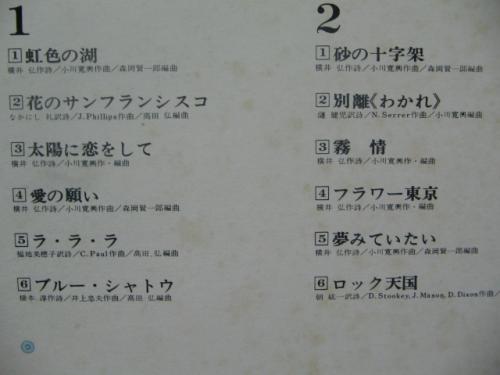 1
1 虹色の湖
横井 弘作詩／小川寛興作曲／森岡賢一郎編曲
2 花のサンフランシスコ
なかにし 礼訳詩／J. Phillips作曲／高田 弘編曲
3 太陽に恋をして
横井 弘作詩／小川寛興作・編曲
4 愛の願い
横井 弘作詩／小川寛興作曲／森岡賢一郎編曲
5 ラ・ラ・ラ
福地美穂子訳詩／C. Paul作曲／高田 弘編曲
6 ブルー・シャトウ
橋本 淳作詩／井上忠夫作曲／高田 弘編曲
2
1 砂の十字架
横井 弘作詩／小川寛興作曲／森岡賢一郎編曲
2 別離《わかれ》
漣 健児訳詩／N. Serrer作曲／小川寛興編曲
3 霧情
横井 弘作詩／小川寛興作・編曲
4 フラワー東京
横井 弘作詩／小川寛興作・編曲
5 夢みていたい
横井 弘作詩／小川寛興作曲／森岡賢一郎編曲
6 ロック天国
朝 紘一訳詩／D. Stookey, J. Mason, D. Dixon作曲／